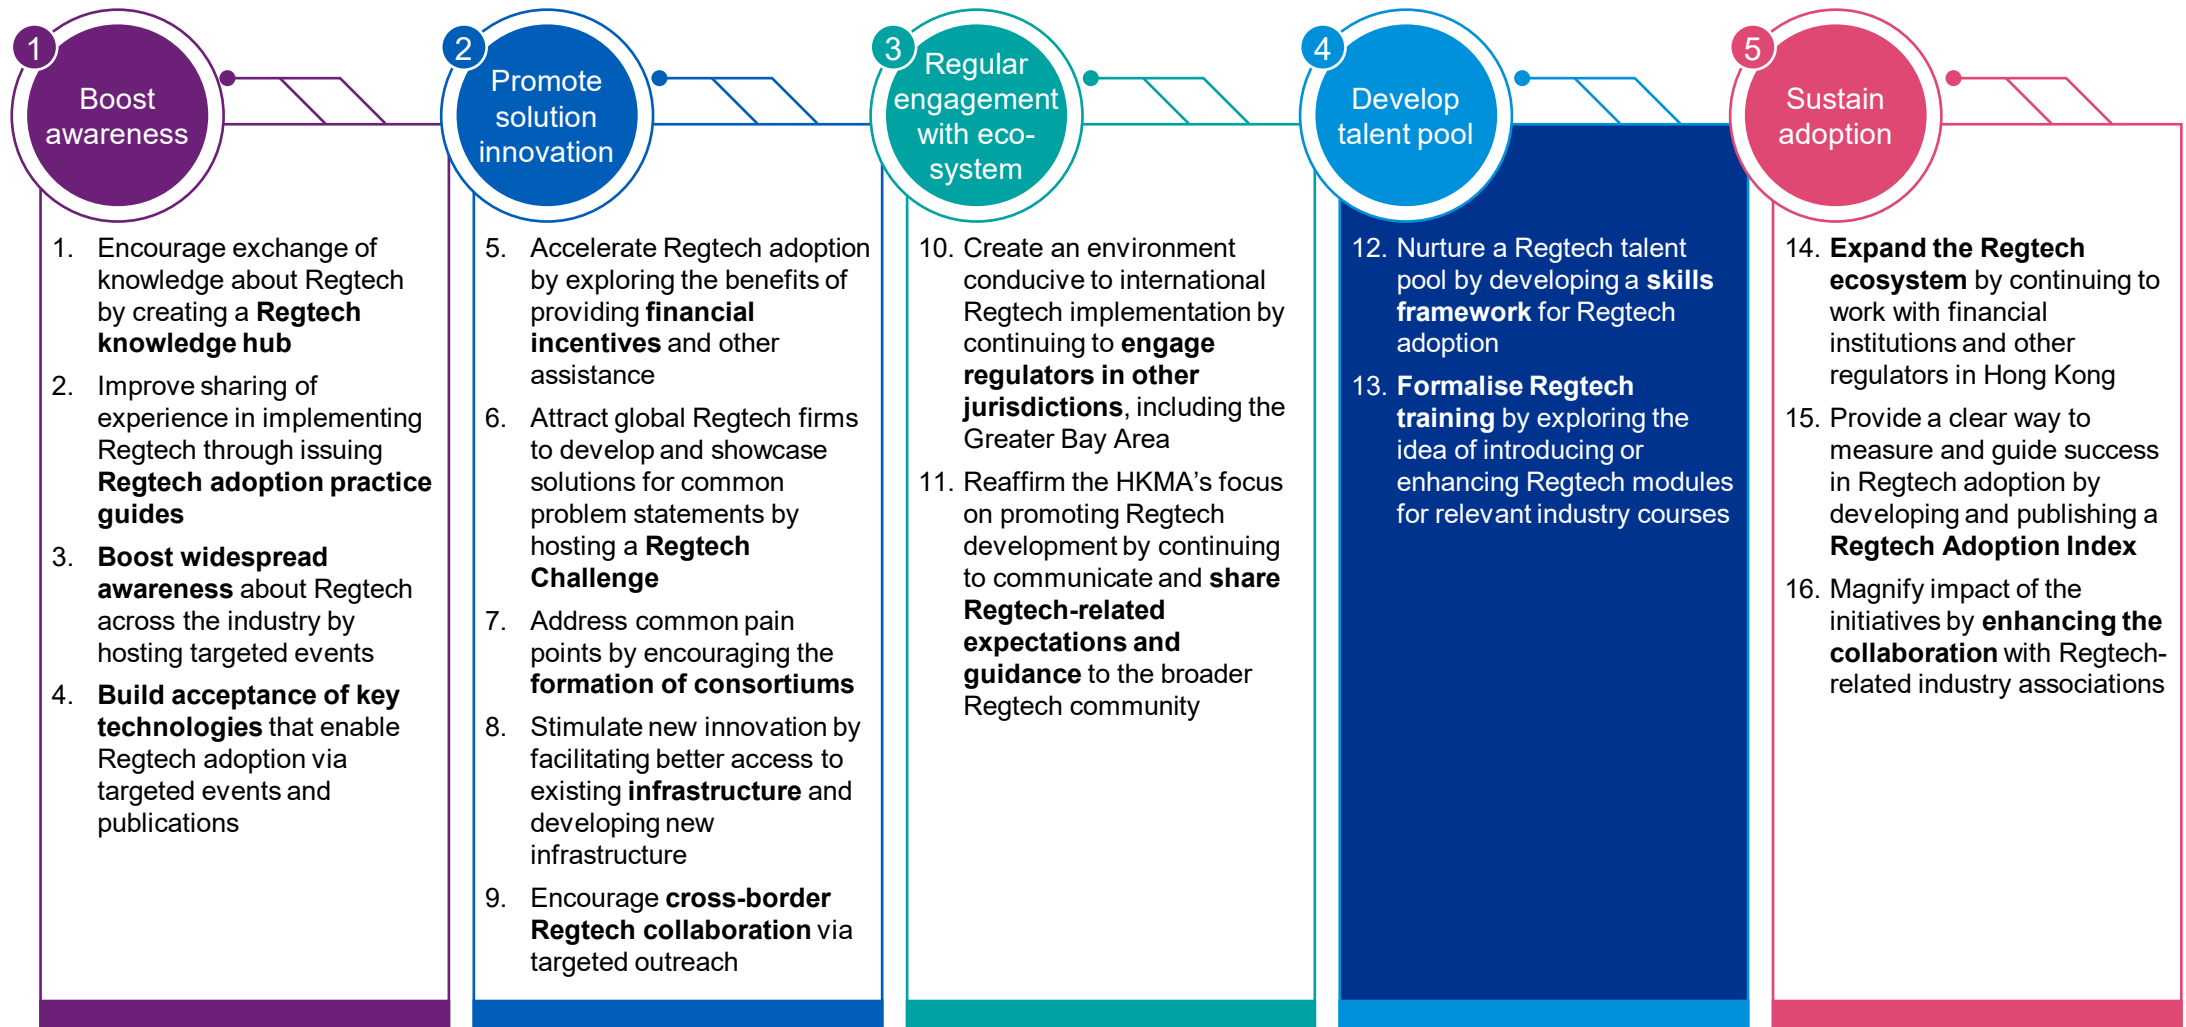 1
Boost
awareness
1. Encourage exchange of
knowledge about Regtech
by creating a Regtech
knowledge hub
2. Improve sharing of
experience in implementing
Regtech through issuing
Regtech adoption practice
guides
3. Boost widespread
awareness about Regtech
across the industry by
hosting targeted events
4. Build acceptance of key
technologies that enable
Regtech adoption via
targeted events and
publications
2
Promote
solution
innovation
5. Accelerate Regtech adoption
by exploring the benefits of
providing financial
incentives and other
assistance
6. Attract global Regtech firms
to develop and showcase
solutions for common
problem statements by
hosting a Regtech
Challenge
7. Address common pain
points by encouraging the
formation of consortiums
8. Stimulate new innovation by
facilitating better access to
existing infrastructure and
developing new
infrastructure
9. Encourage cross-border
Regtech collaboration via
targeted outreach
3
Regular
engagement
with eco-
system
10. Create an environment
conducive to international
Regtech implementation by
continuing to engage
regulators in other
jurisdictions, including the
Greater Bay Area
11. Reaffirm the HKMA's focus
on promoting Regtech
development by continuing
to communicate and share
Regtech-related
expectations and
guidance to the broader
Regtech community
4
Develop
talent pool
12. Nurture a Regtech talent
pool by developing a skills
framework for Regtech
adoption
13. Formalise Regtech
training by exploring the
idea of introducing or
enhancing Regtech modules
for relevant industry courses
5
Sustain
adoption
14. Expand the Regtech
ecosystem by continuing to
work with financial
institutions and other
regulators in Hong Kong
15. Provide a clear way to
measure and guide success
in Regtech adoption by
developing and publishing a
Regtech Adoption Index
16. Magnify impact of the
initiatives by enhancing the
collaboration with Regtech-
related industry associations